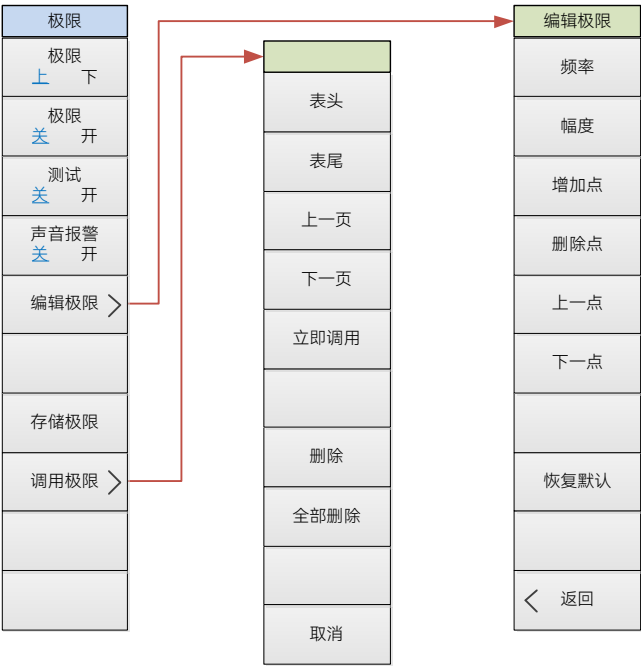 极限
极限
上 下
极限
关 开
测试
关 开
声音报警
关 开
编辑极限
存储极限
调用极限
表头
表尾
上一页
下一页
立即调用
删除
全部删除
取消
编辑极限
频率
幅度
增加点
删除点
上一点
下一点
恢复默认
返回